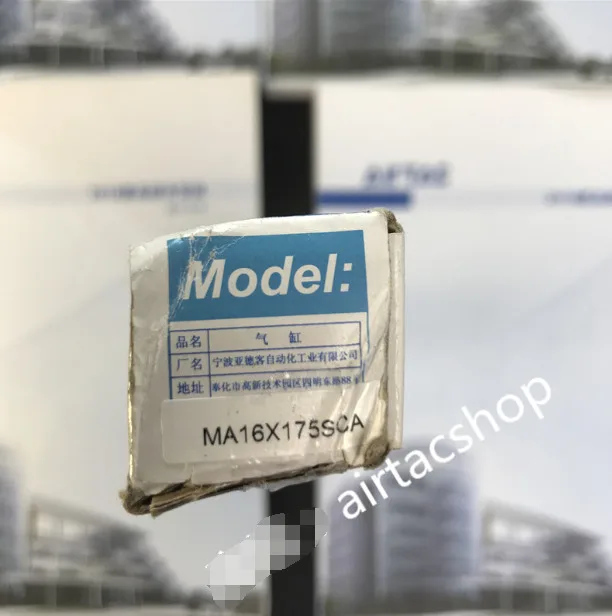 AIRTAC
Model:
品名 气缸
厂名 宁波亚德客自动化工业有限公司
地址 奉化市高新技术园区四明东路88
MA16X175SCA
airtacshop